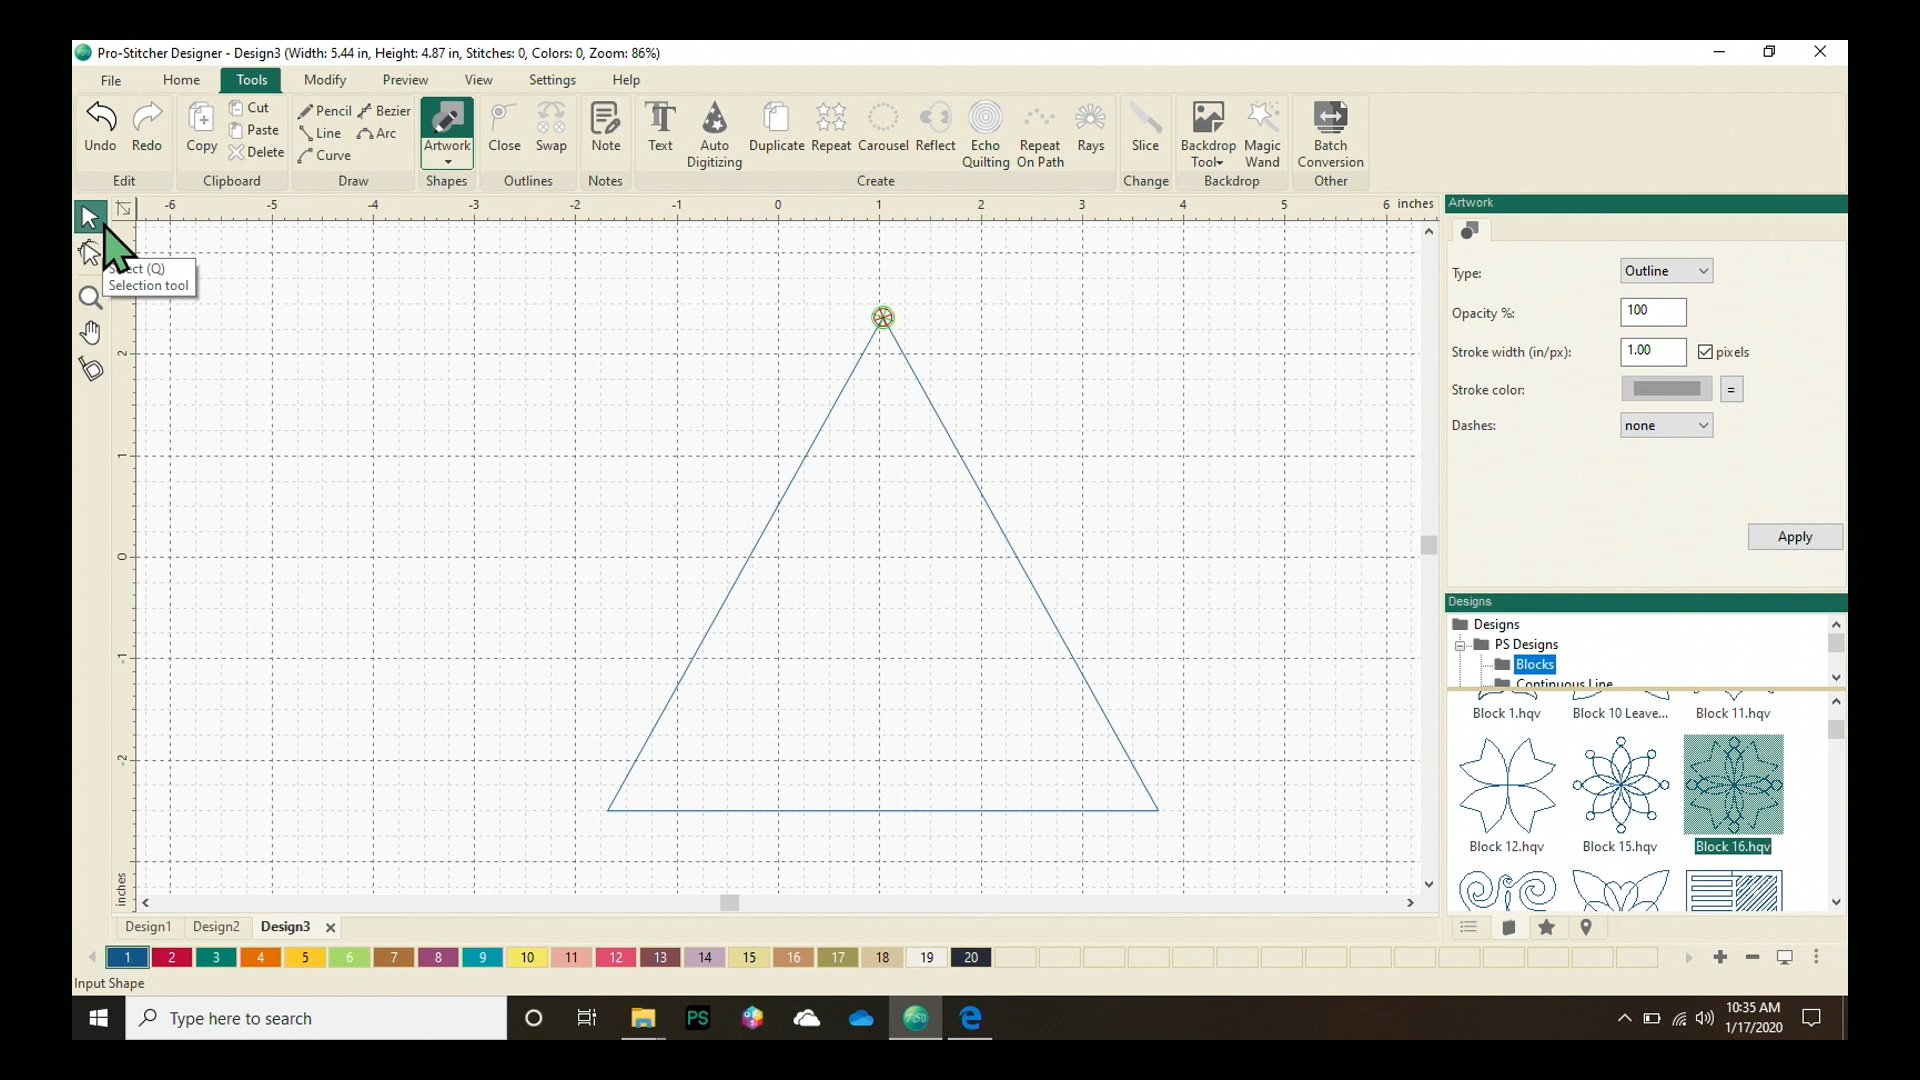 Pro-Stitcher Designer - Design3 (Width: 5.44 in, Height: 4.87 in, Stitches: 0, Colors: 0, Zoom: 86%)
File Home Tools Modify Preview View Settings Help
Undo Redo Copy Cut Paste Delete Pencil Bezier Line Arc Curve Artwork Close Swap Note Text Auto Digitizing Duplicate Repeat Carousel Reflect Echo Quilting Repeat On Path Rays Slice Backdrop Tool Magic Wand Batch Conversion
Edit Clipboard Draw Shapes Outlines Notes Create Change Backdrop Other
-6 -5 -4 -3 -2 -1 0 1 2 3 4 5 6 inches
Artwork
(Q)
Selection tool
2
1
0
-1
-2
inches
Type: Outline
Opacity %: 100
Stroke width (in/px): 1.00 pixels
Stroke color: =
Dashes: none
Apply
Designs
Designs
PS Designs
Blocks
Continuous Line
Block 1.hqv Block 10 Leave... Block 11.hqv
Block 12.hqv Block 15.hqv Block 16.hqv
Design1 Design2 Design3
1 2 3 4 5 6 7 8 9 10 11 12 13 14 15 16 17 18 19 20
Input Shape
Type here to search
PS
10:35 AM
1/17/2020